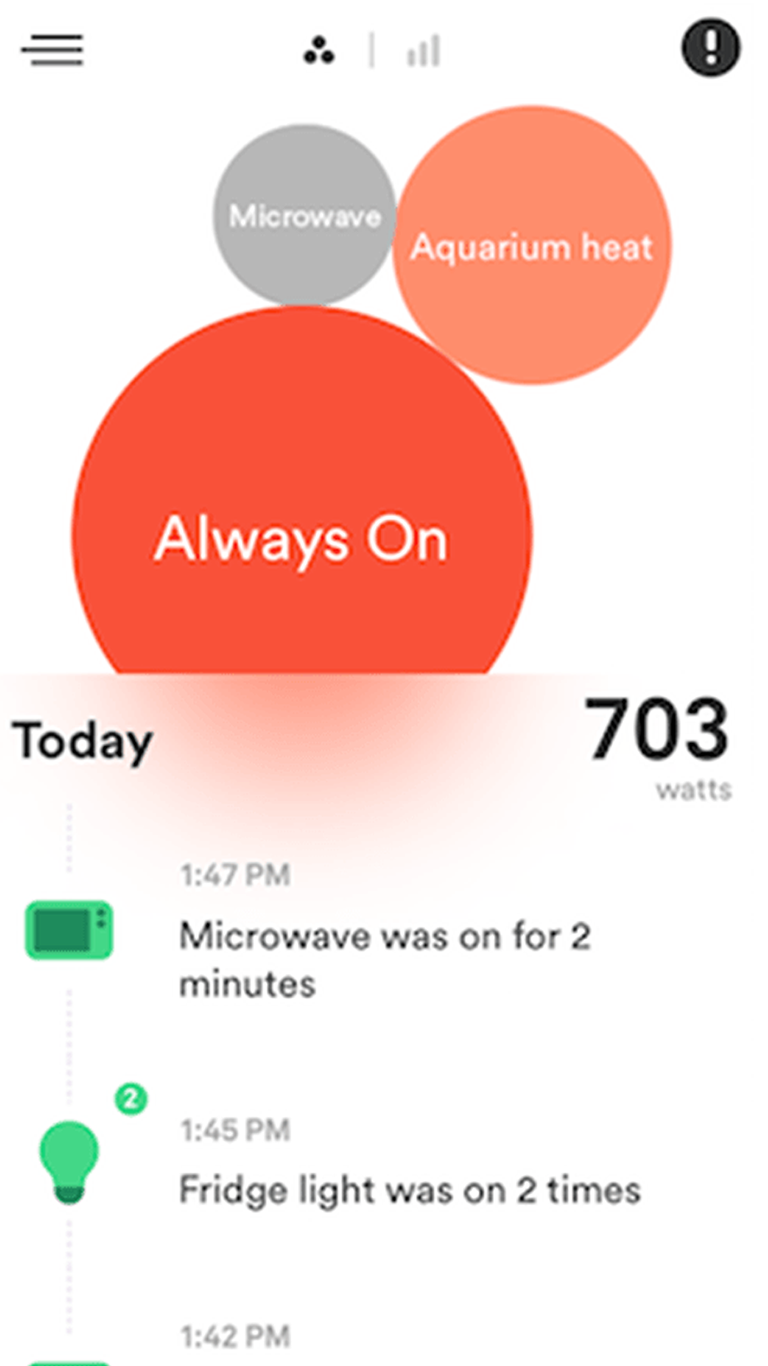 Microwave
Aquarium heat
Always On
Today
703
watts
1:47 PM
Microwave was on for 2
minutes
2
1:45 PM
Fridge light was on 2 times
1:42 PM